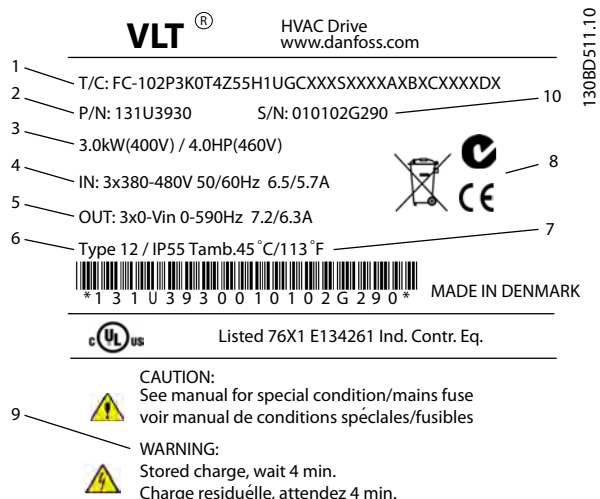 VLT ®
HVAC Drive
www.danfoss.com
130BD511.10
1
T/C: FC-102P3K0T4Z55H1UGCXXXSXXXXAXBXCXXXXDX
2
P/N: 131U3930 S/N: 010102G290
10
3
3.0kW(400V) / 4.0HP(460V)
4
IN: 3x380-480V 50/60Hz 6.5/5.7A
8
CE
5
OUT: 3x0-Vin 0-590Hz 7.2/6.3A
6
Type 12 / IP55 Tamb.45˚C/113˚F
7
*131U3930010102G290* MADE IN DENMARK
c UL us Listed 76X1 E134261 Ind. Contr. Eq.
CAUTION:
See manual for special condition/mains fuse
voir manual de conditions spéclales/fusibles
9
WARNING:
Stored charge, wait 4 min.
Charge residuélle, attendez 4 min.